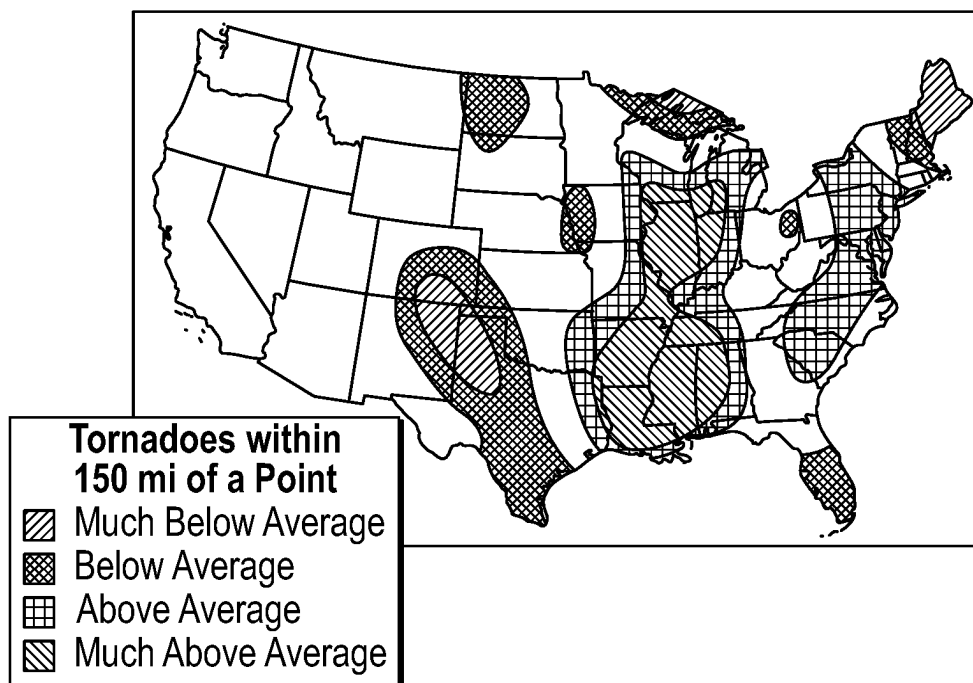 Tornadoes within
150 mi of a Point
Much Below Average
Below Average
Above Average
Much Above Average